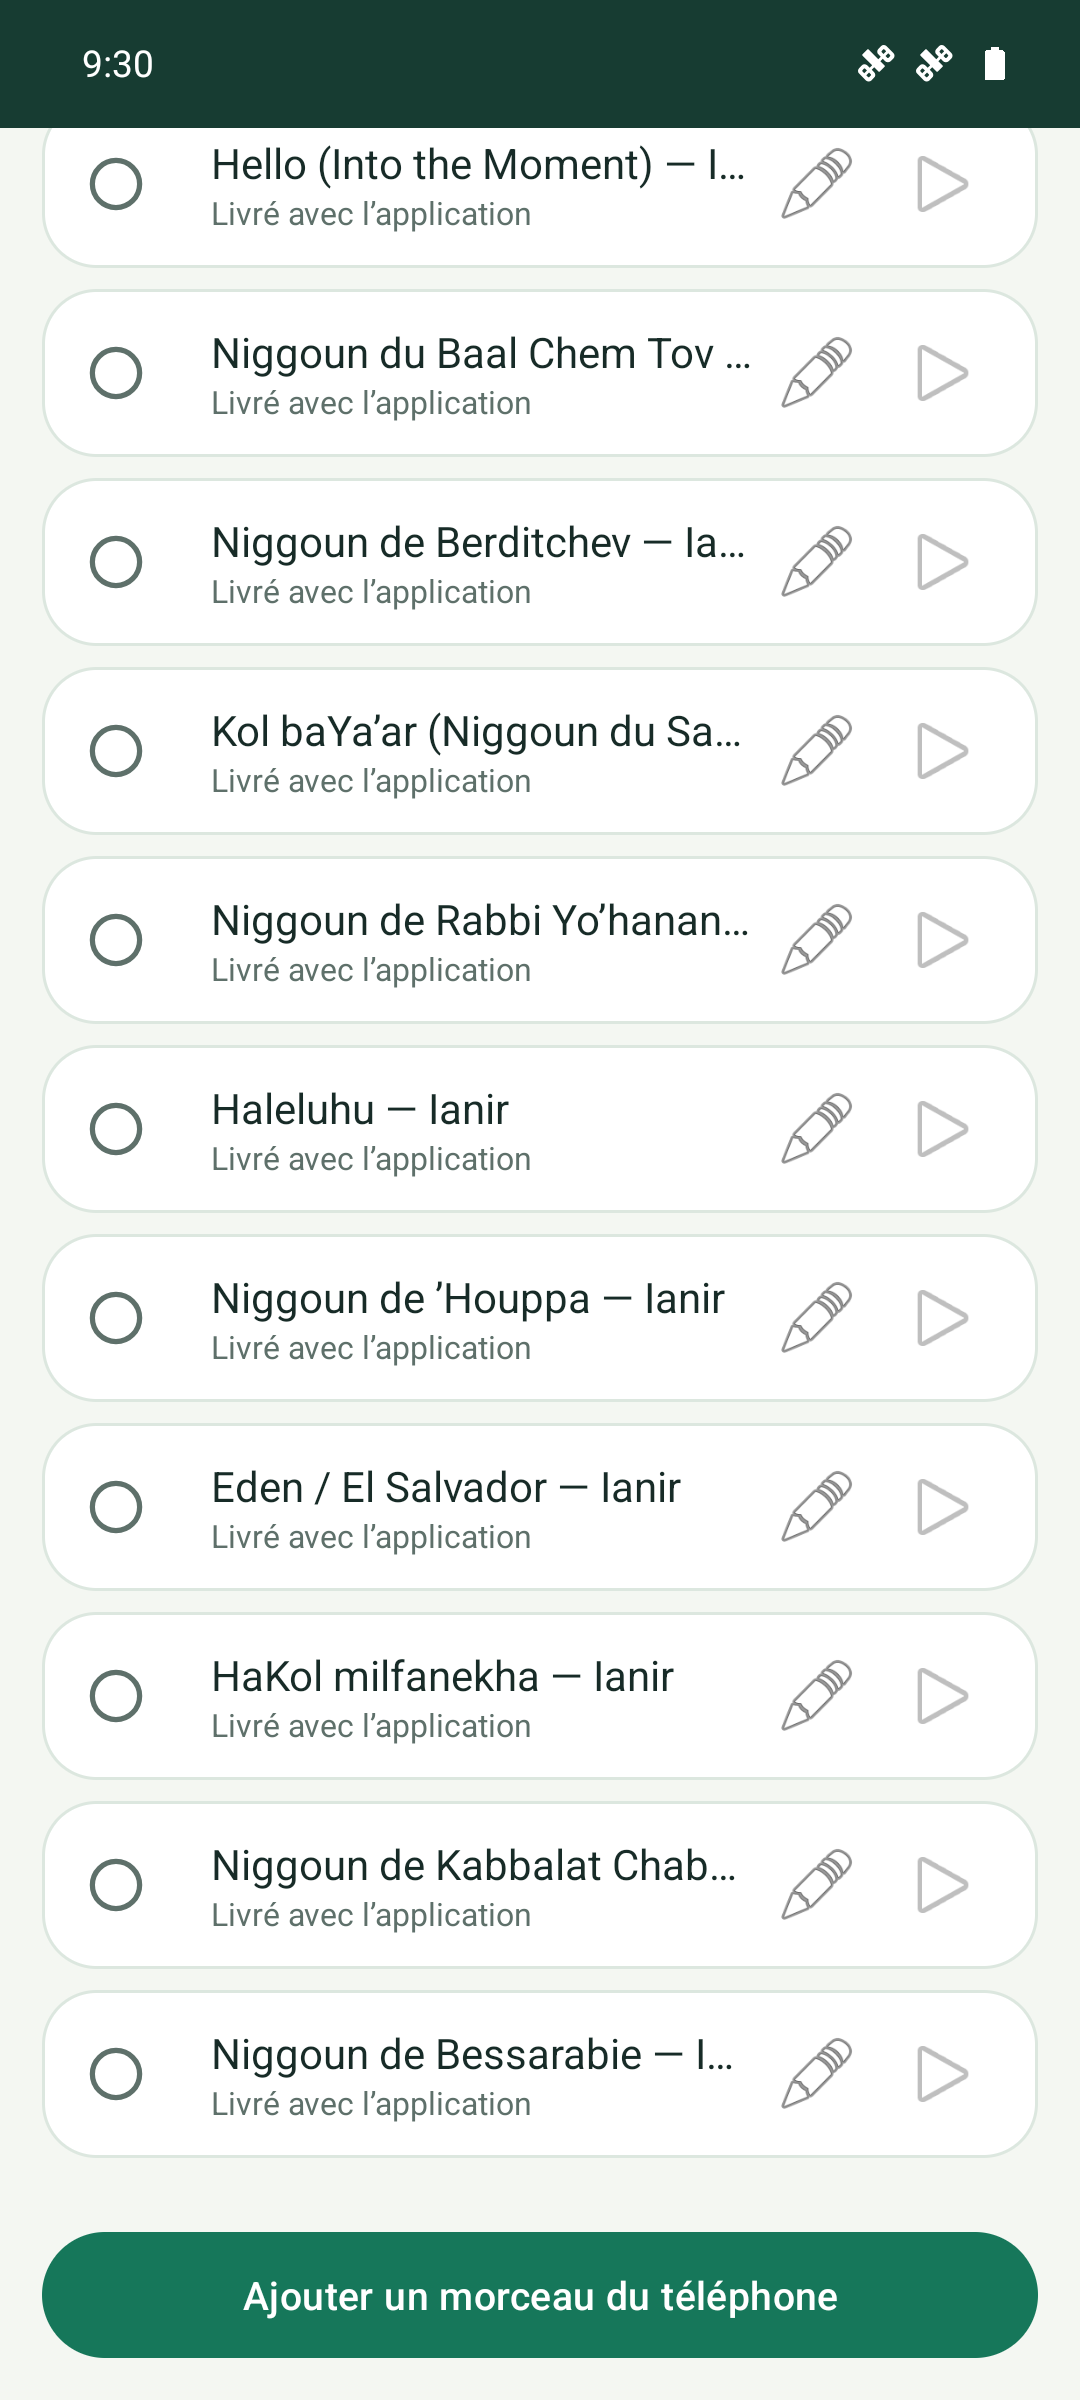 9:30
Hello (Into the Moment) — I...
Livré avec l’application
Niggoun du Baal Chem Tov ...
Livré avec l’application
Niggoun de Berditchev — Ia...
Livré avec l’application
Kol baYa’ar (Niggoun du Sa...
Livré avec l’application
Niggoun de Rabbi Yo’hanan...
Livré avec l’application
Haleluhu — Ianir
Livré avec l’application
Niggoun de ’Houppa — Ianir
Livré avec l’application
Eden / El Salvador — Ianir
Livré avec l’application
HaKol milfanekha — Ianir
Livré avec l’application
Niggoun de Kabbalat Chab...
Livré avec l’application
Niggoun de Bessarabie — I...
Livré avec l’application
Ajouter un morceau du téléphone